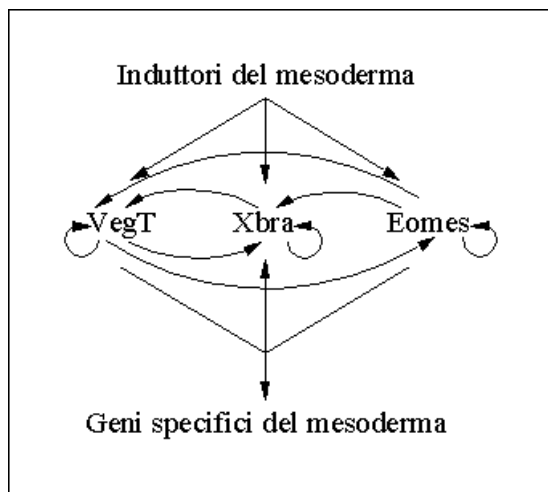 Induttori del mesoderma
VegT Xbra Eomes
Geni specifici del mesoderma